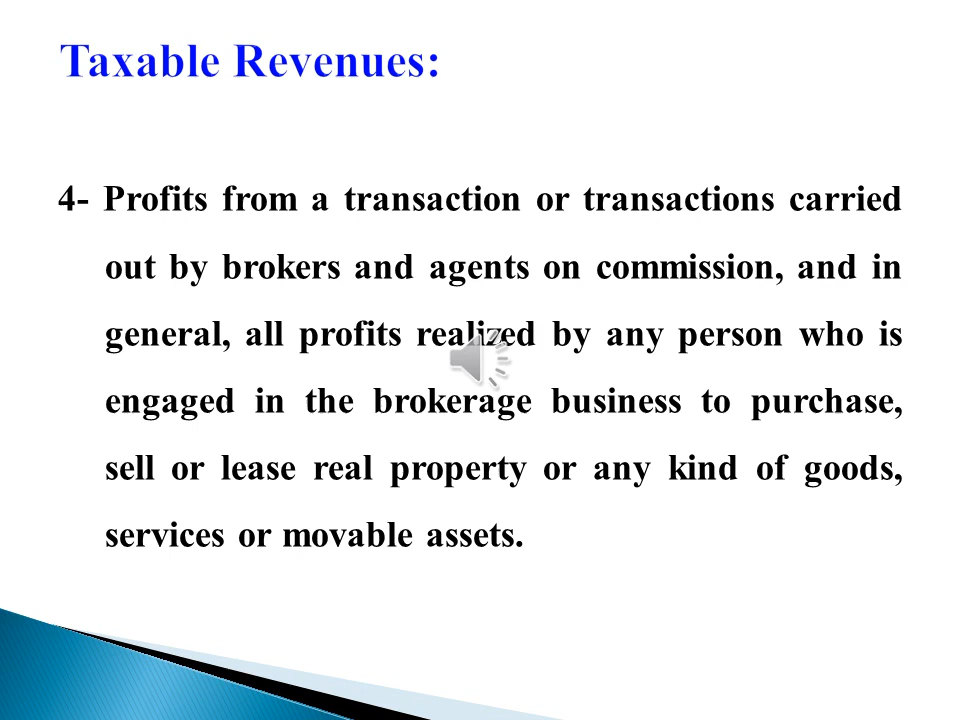 Taxable Revenues:
4- Profits from a transaction or transactions carried
out by brokers and agents on commission, and in
general, all profits realized by any person who is
engaged in the brokerage business to purchase,
sell or lease real property or any kind of goods,
services or movable assets.